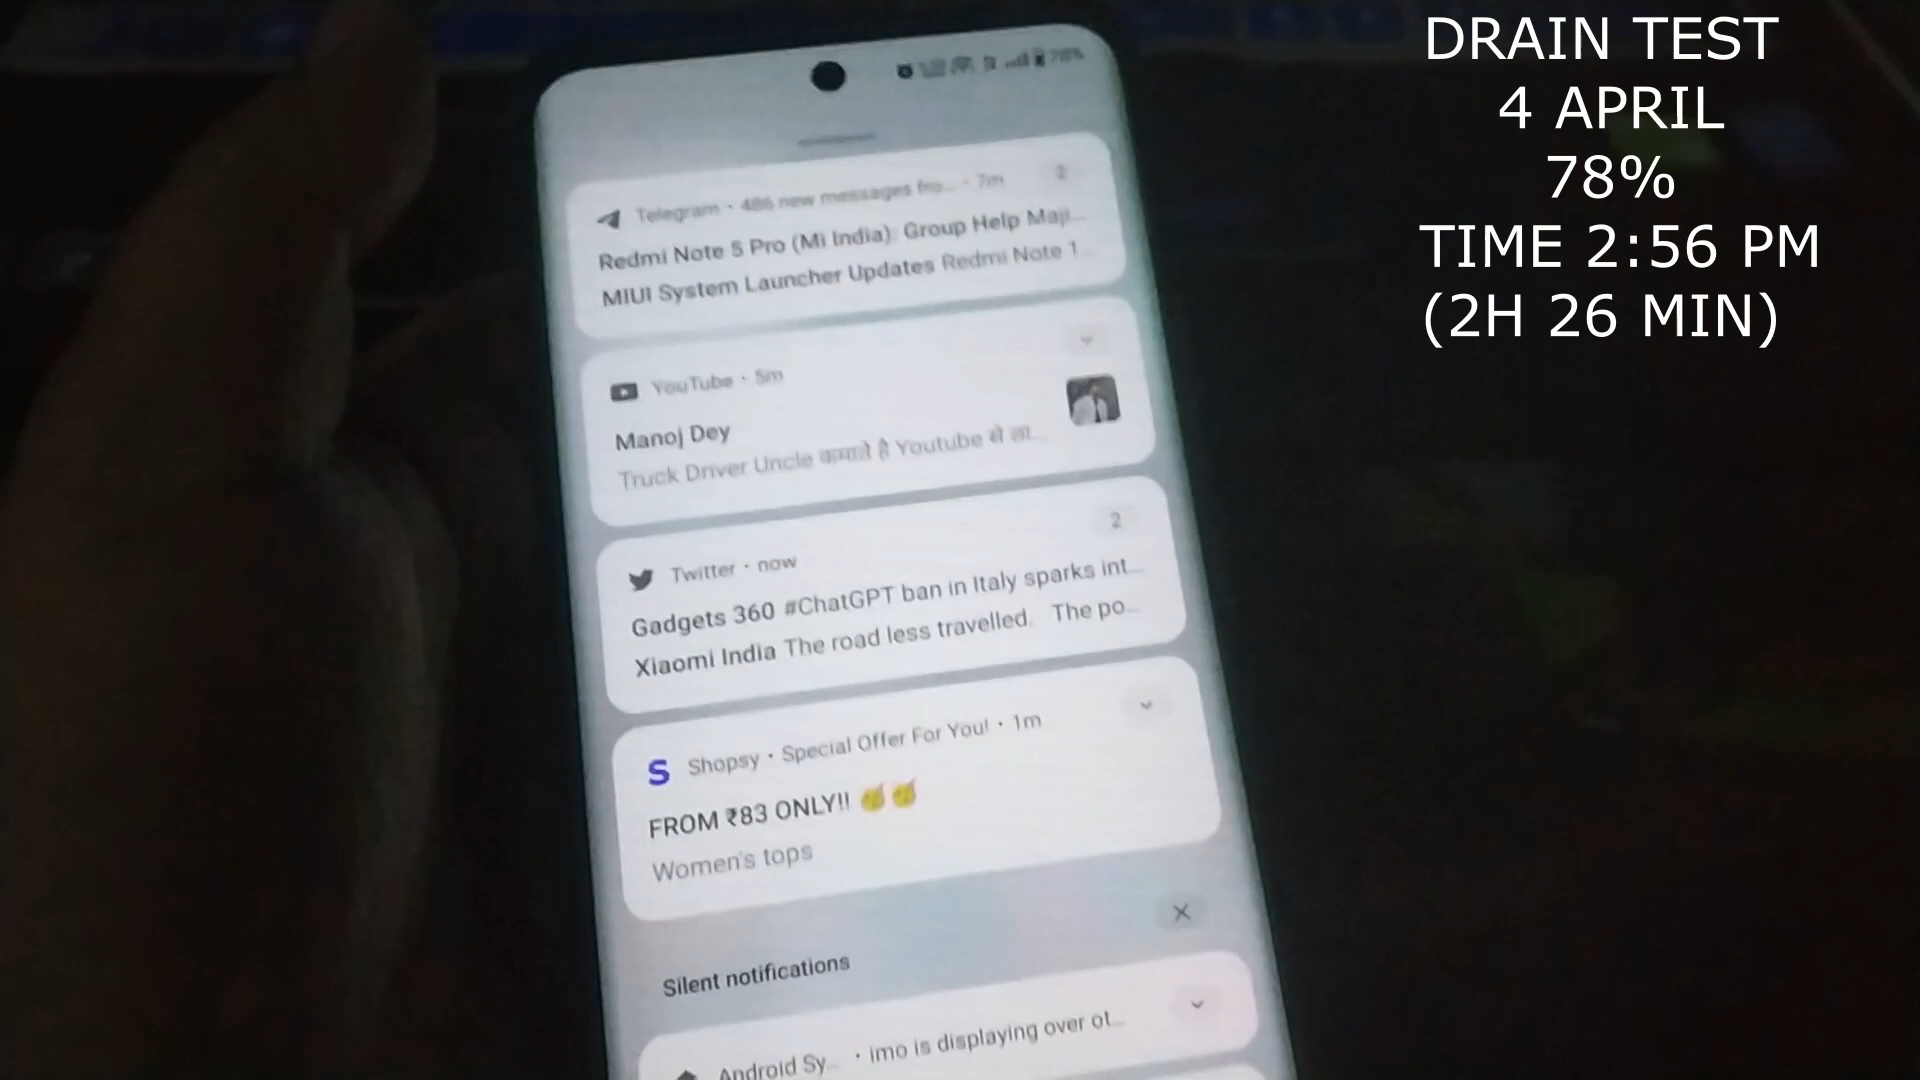 DRAIN TEST
4 APRIL
78%
TIME 2:56 PM
(2H 26 MIN)
78%
Telegram · 486 new messages fro... · 7m
2
Redmi Note 5 Pro (Mi India): Group Help Maji...
MIUI System Launcher Updates Redmi Note 1...
YouTube · 5m
Manoj Dey
Truck Driver Uncle कमाते है Youtube से ला...
2
Twitter · now
Gadgets 360 #ChatGPT ban in Italy sparks int...
Xiaomi India The road less travelled. The po...
S Shopsy · Special Offer For You! · 1m
FROM ₹83 ONLY!!
Women's tops
Silent notifications
Android Sy... · imo is displaying over ot...